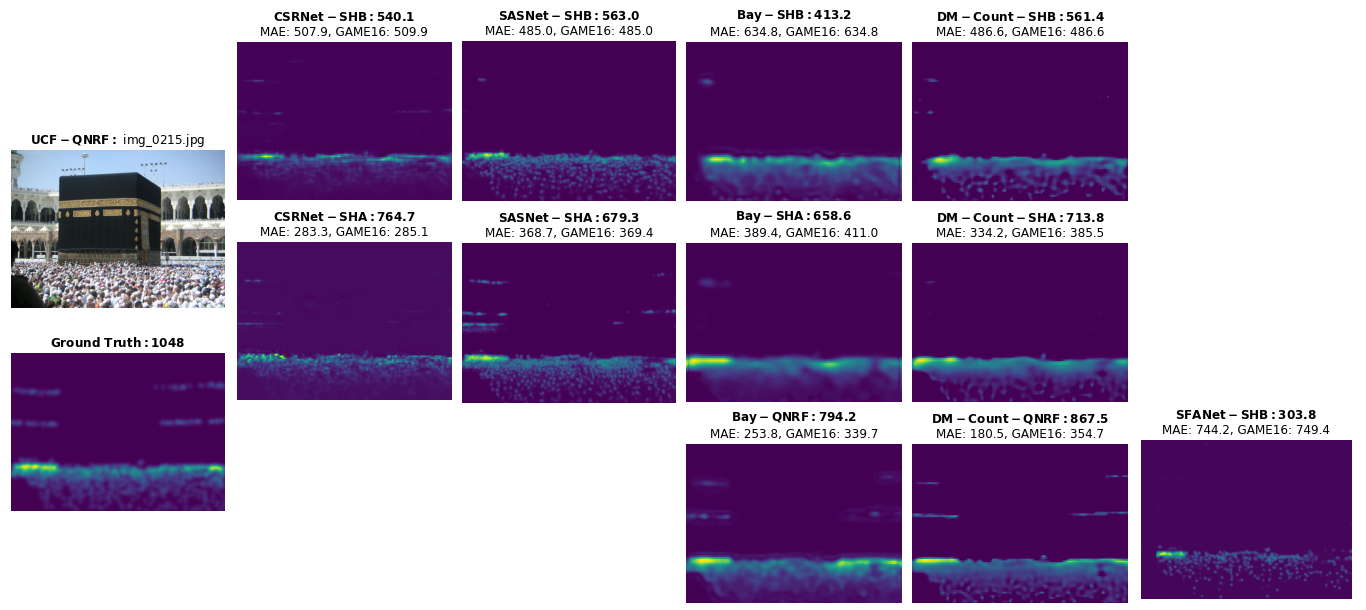 CSRNet − SHB : 540.1
MAE: 507.9, GAME16: 509.9
SASNet − SHB : 563.0
MAE: 485.0, GAME16: 485.0
Bay − SHB : 413.2
MAE: 634.8, GAME16: 634.8
DM − Count − SHB : 561.4
MAE: 486.6, GAME16: 486.6
UCF − QNRF : img_0215.jpg
CSRNet − SHA : 764.7
MAE: 283.3, GAME16: 285.1
SASNet − SHA : 679.3
MAE: 368.7, GAME16: 369.4
Bay − SHA : 658.6
MAE: 389.4, GAME16: 411.0
DM − Count − SHA : 713.8
MAE: 334.2, GAME16: 385.5
Ground Truth : 1048
Bay − QNRF : 794.2
MAE: 253.8, GAME16: 339.7
DM − Count − QNRF : 867.5
MAE: 180.5, GAME16: 354.7
SFANet − SHB : 303.8
MAE: 744.2, GAME16: 749.4